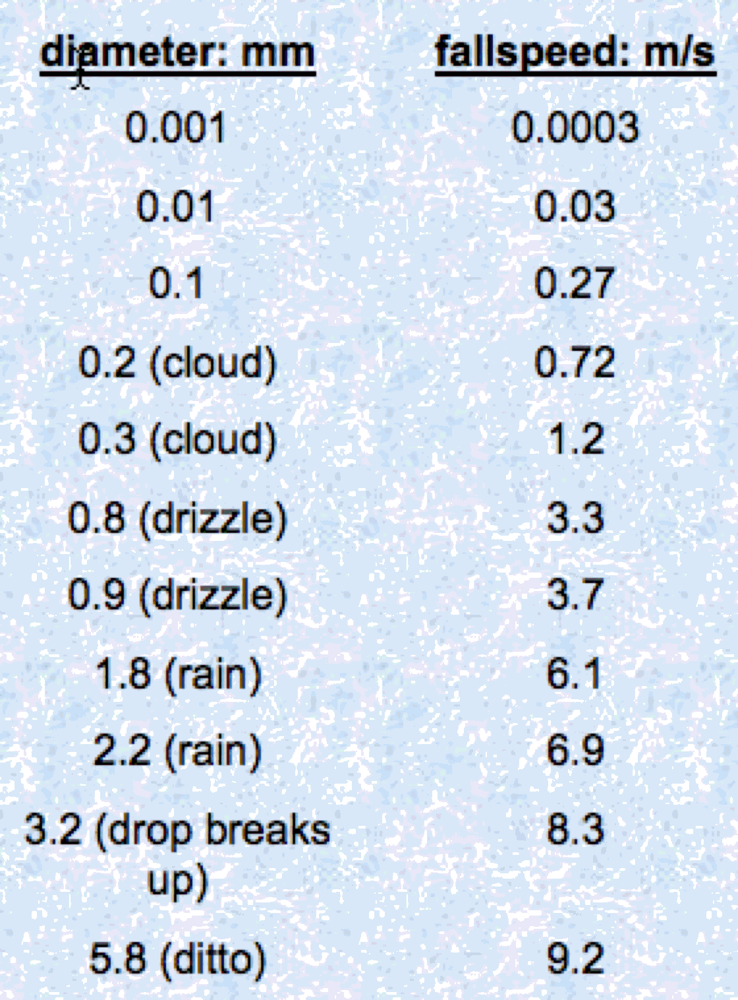 diameter: mm fallspeed: m/s
0.001 0.0003
0.01 0.03
0.1 0.27
0.2 (cloud) 0.72
0.3 (cloud) 1.2
0.8 (drizzle) 3.3
0.9 (drizzle) 3.7
1.8 (rain) 6.1
2.2 (rain) 6.9
3.2 (drop breaks 8.3
up)
5.8 (ditto) 9.2